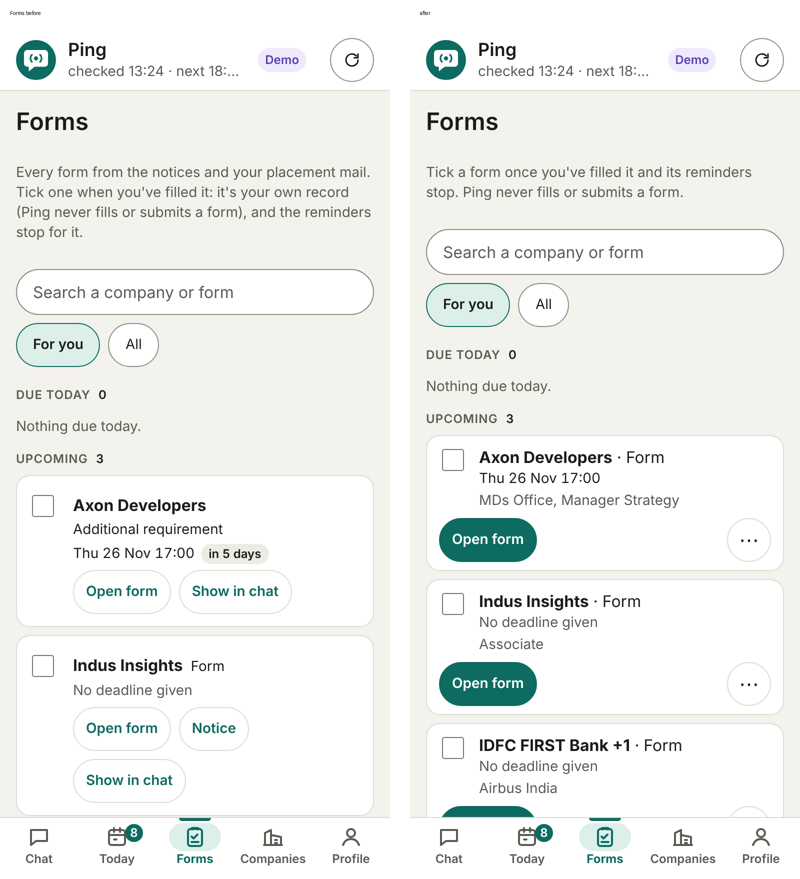 Forms: before
Ping
checked 13:24 · next 18:...
Demo
Forms
Every form from the notices and your placement mail.
Tick one when you've filled it: it's your own record
(Ping never fills or submits a form), and the reminders
stop for it.
Search a company or form
For you
All
DUE TODAY 0
Nothing due today.
UPCOMING 3
Axon Developers
Additional requirement
Thu 26 Nov 17:00 in 5 days
Open form
Show in chat
Indus Insights Form
No deadline given
Open form
Notice
Show in chat
Chat
Today
8
Forms
Companies
Profile
after
Ping
checked 13:24 · next 18:...
Demo
Forms
Tick a form once you've filled it and its reminders
stop. Ping never fills or submits a form.
Search a company or form
For you
All
DUE TODAY 0
Nothing due today.
UPCOMING 3
Axon Developers · Form
Thu 26 Nov 17:00
MDs Office, Manager Strategy
Open form
...
Indus Insights · Form
No deadline given
Associate
Open form
...
IDFC FIRST Bank +1 · Form
No deadline given
Airbus India
Chat
Today
8
Forms
Companies
Profile